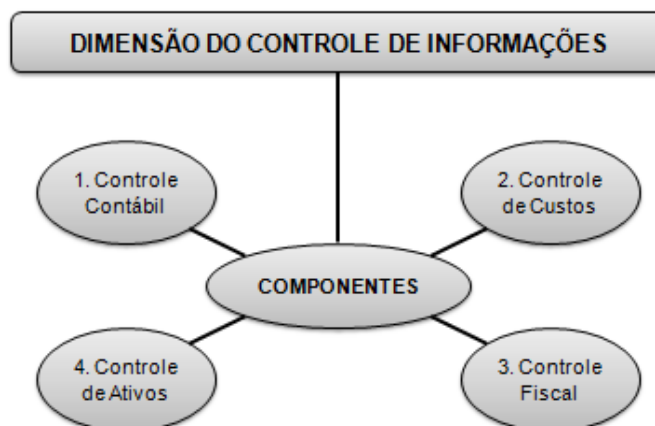 DIMENSÃO DO CONTROLE DE INFORMAÇÕES
1. Controle
Contábil
2. Controle
de Custos
COMPONENTES
4. Controle
de Ativos
3. Controle
Fiscal